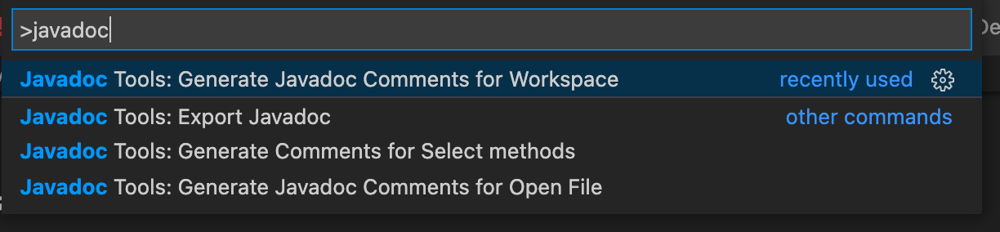 >javadoc
Javadoc Tools: Generate Javadoc Comments for Workspace recently used
Javadoc Tools: Export Javadoc other commands
Javadoc Tools: Generate Comments for Select methods
Javadoc Tools: Generate Javadoc Comments for Open File